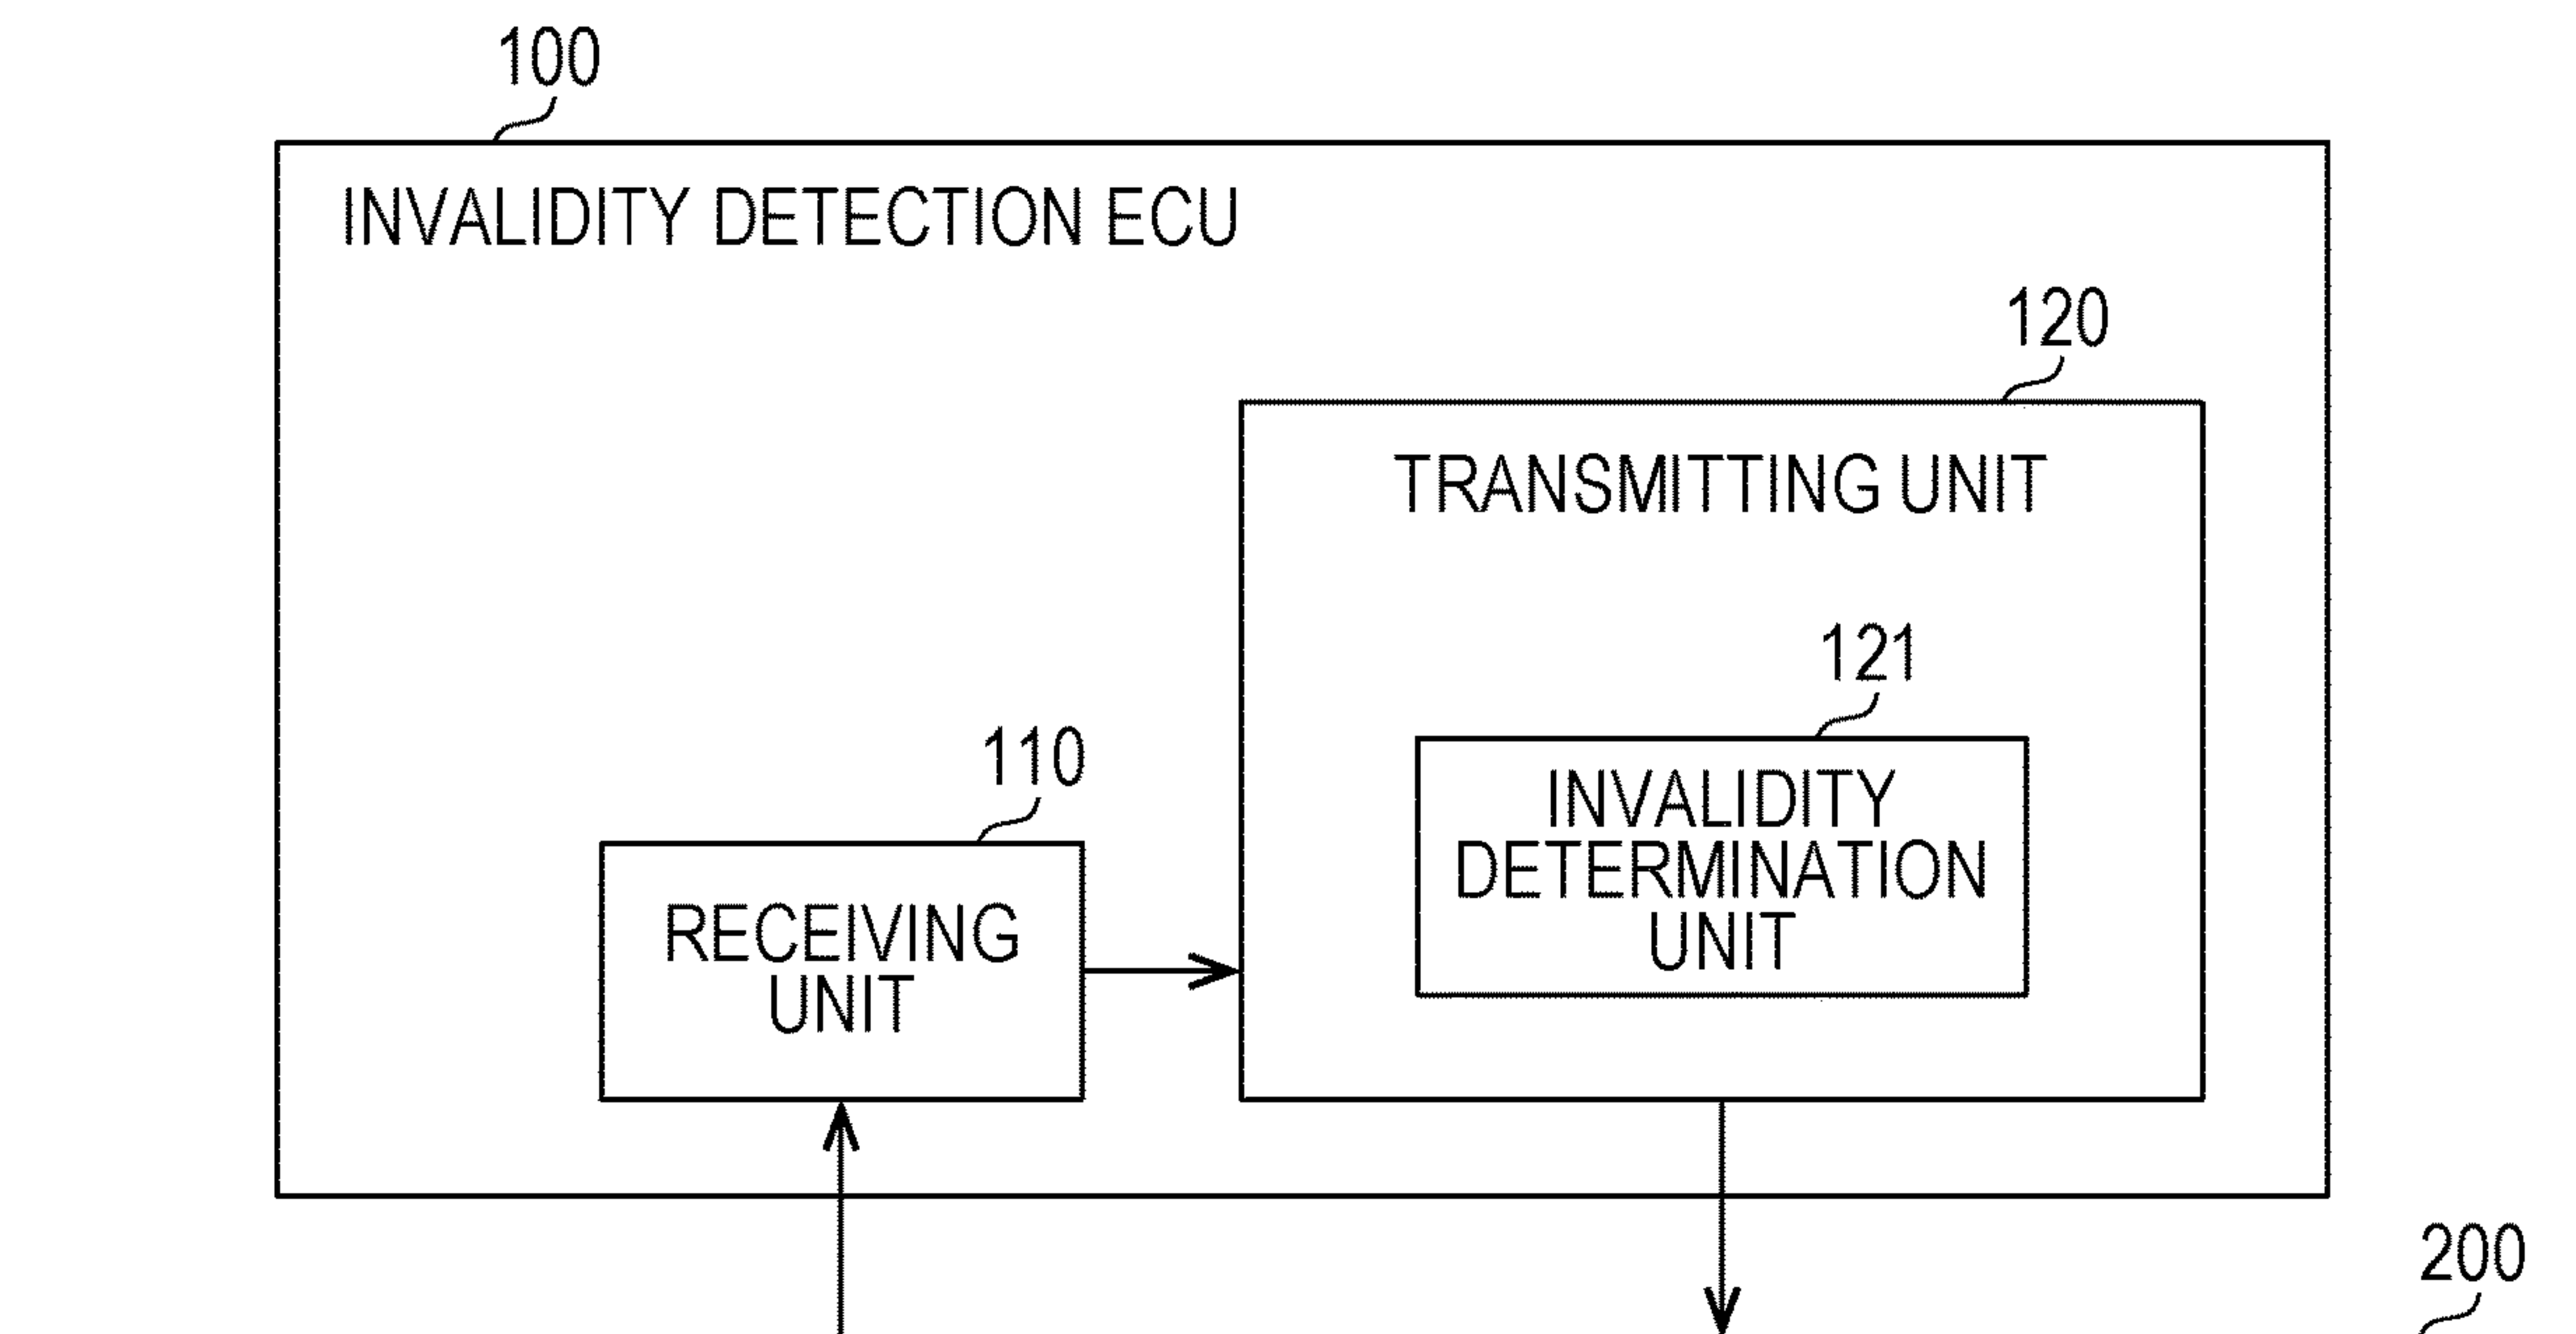 100
INVALIDITY DETECTION ECU
120
TRANSMITTING UNIT
121
INVALIDITY
DETERMINATION
UNIT
110
RECEIVING
UNIT
200